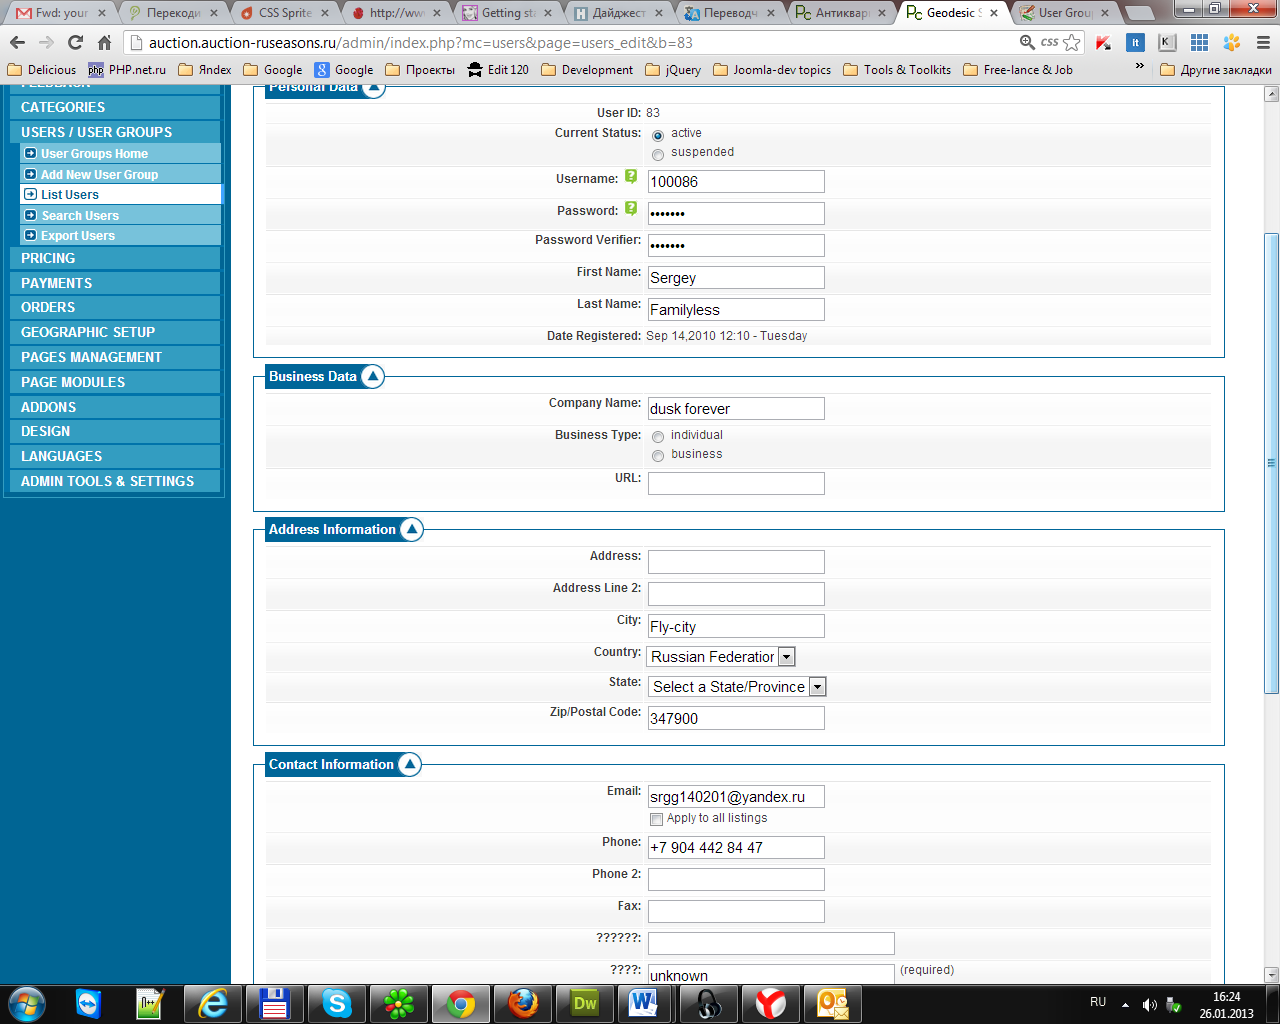 Fwd: your
Перекоди
CSS Sprite
http://ww
Getting sta
Дайджест
Переводч
Антиквар
Geodesic S
User Grou
auction.auction-ruseasons.ru/admin/index.php?mc=users&page=users_edit&b=83
css
Delicious
php PHP.net.ru
Яndex
Google
Google
Проекты
Edit 120
Development
jQuery
Joomla-dev topics
Tools & Toolkits
Free-lance & Job
»
Другие закладки
FEEDBACK
CATEGORIES
USERS / USER GROUPS
User Groups Home
Add New User Group
List Users
Search Users
Export Users
PRICING
PAYMENTS
ORDERS
GEOGRAPHIC SETUP
PAGES MANAGEMENT
PAGE MODULES
ADDONS
DESIGN
LANGUAGES
ADMIN TOOLS & SETTINGS
Personal Data
User ID: 83
Current Status: active
suspended
Username: ? 100086
Password: ? •••••••
Password Verifier: •••••••
First Name: Sergey
Last Name: Familyless
Date Registered: Sep 14,2010 12:10 - Tuesday
Business Data
Company Name: dusk forever
Business Type: individual
business
URL:
Address Information
Address:
Address Line 2:
City: Fly-city
Country: Russian Federation
State: Select a State/Province
Zip/Postal Code: 347900
Contact Information
Email: srgg140201@yandex.ru
Apply to all listings
Phone: +7 904 442 84 47
Phone 2:
Fax:
??????:
????: unknown (required)
RU
16:24
26.01.2013